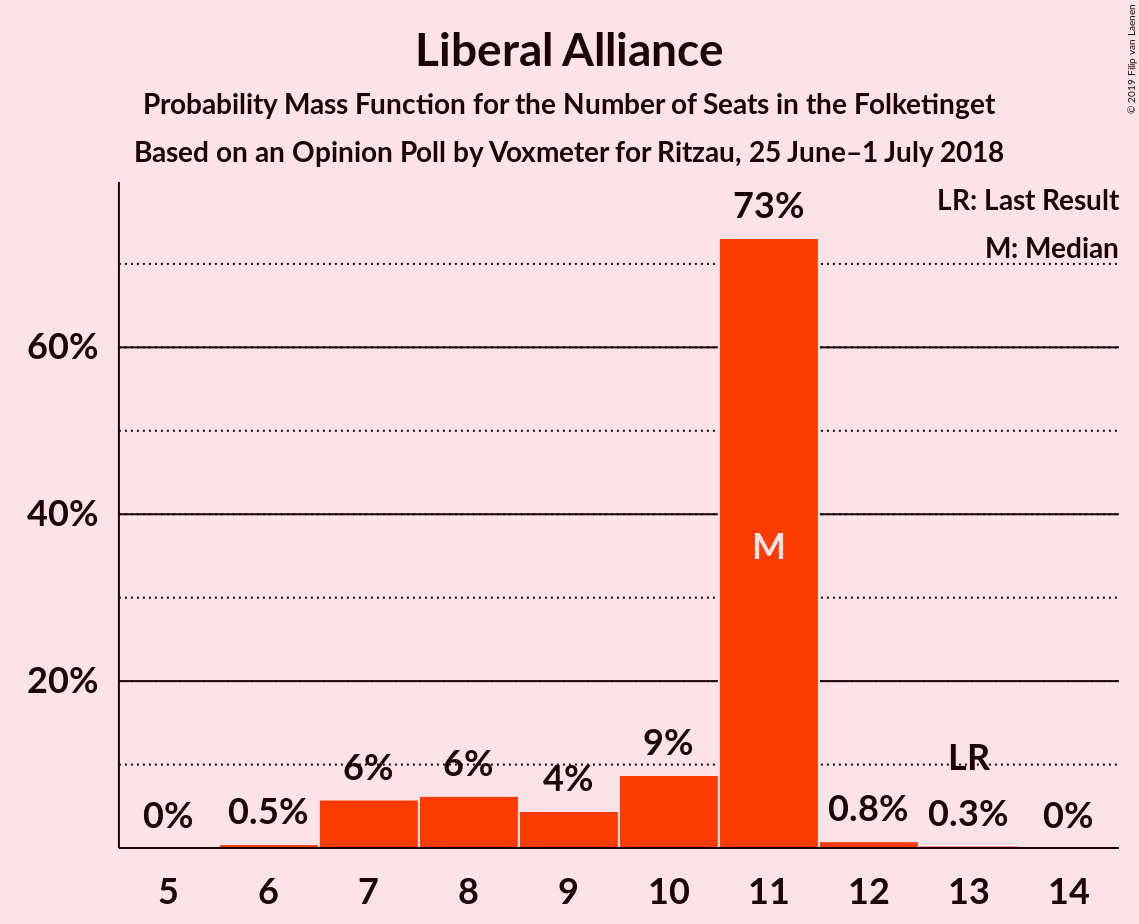 Liberal Alliance
Probability Mass Function for the Number of Seats in the Folketinget
Based on an Opinion Poll by Voxmeter for Ritzau, 25 June–1 July 2018
© 2019 Filip van Laenen
LR: Last Result
M: Median
60%
40%
20%
0%
0.5%
6%
6%
4%
9%
73%
M
0.8%
LR
0.3%
0%
5 6 7 8 9 10 11 12 13 14